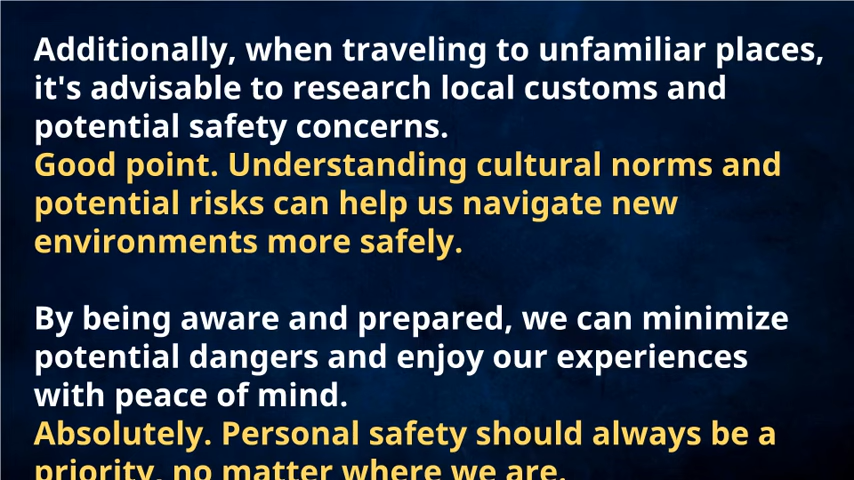 Additionally, when traveling to unfamiliar places,
it's advisable to research local customs and
potential safety concerns.
Good point. Understanding cultural norms and
potential risks can help us navigate new
environments more safely.
By being aware and prepared, we can minimize
potential dangers and enjoy our experiences
with peace of mind.
Absolutely. Personal safety should always be a
priority, no matter where we are.